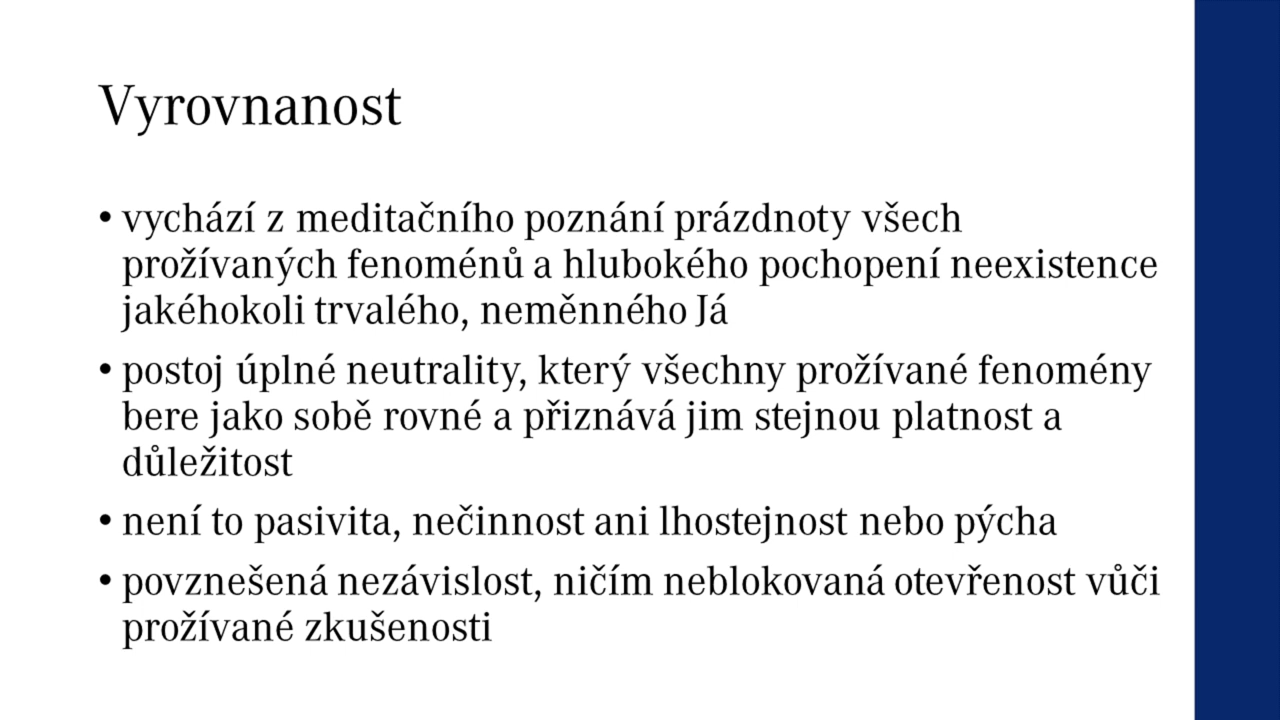 Vyrovnanost
• vychází z meditačního poznání prázdnoty všech
prožívaných fenoménů a hlubokého pochopení neexistence
jakéhokoli trvalého, neměnného Já
• postoj úplné neutrality, který všechny prožívané fenomény
bere jako sobě rovné a přiznává jim stejnou platnost a
důležitost
• není to pasivita, nečinnost ani lhostejnost nebo pýcha
• povznešená nezávislost, ničím neblokovaná otevřenost vůči
prožívané zkušenosti